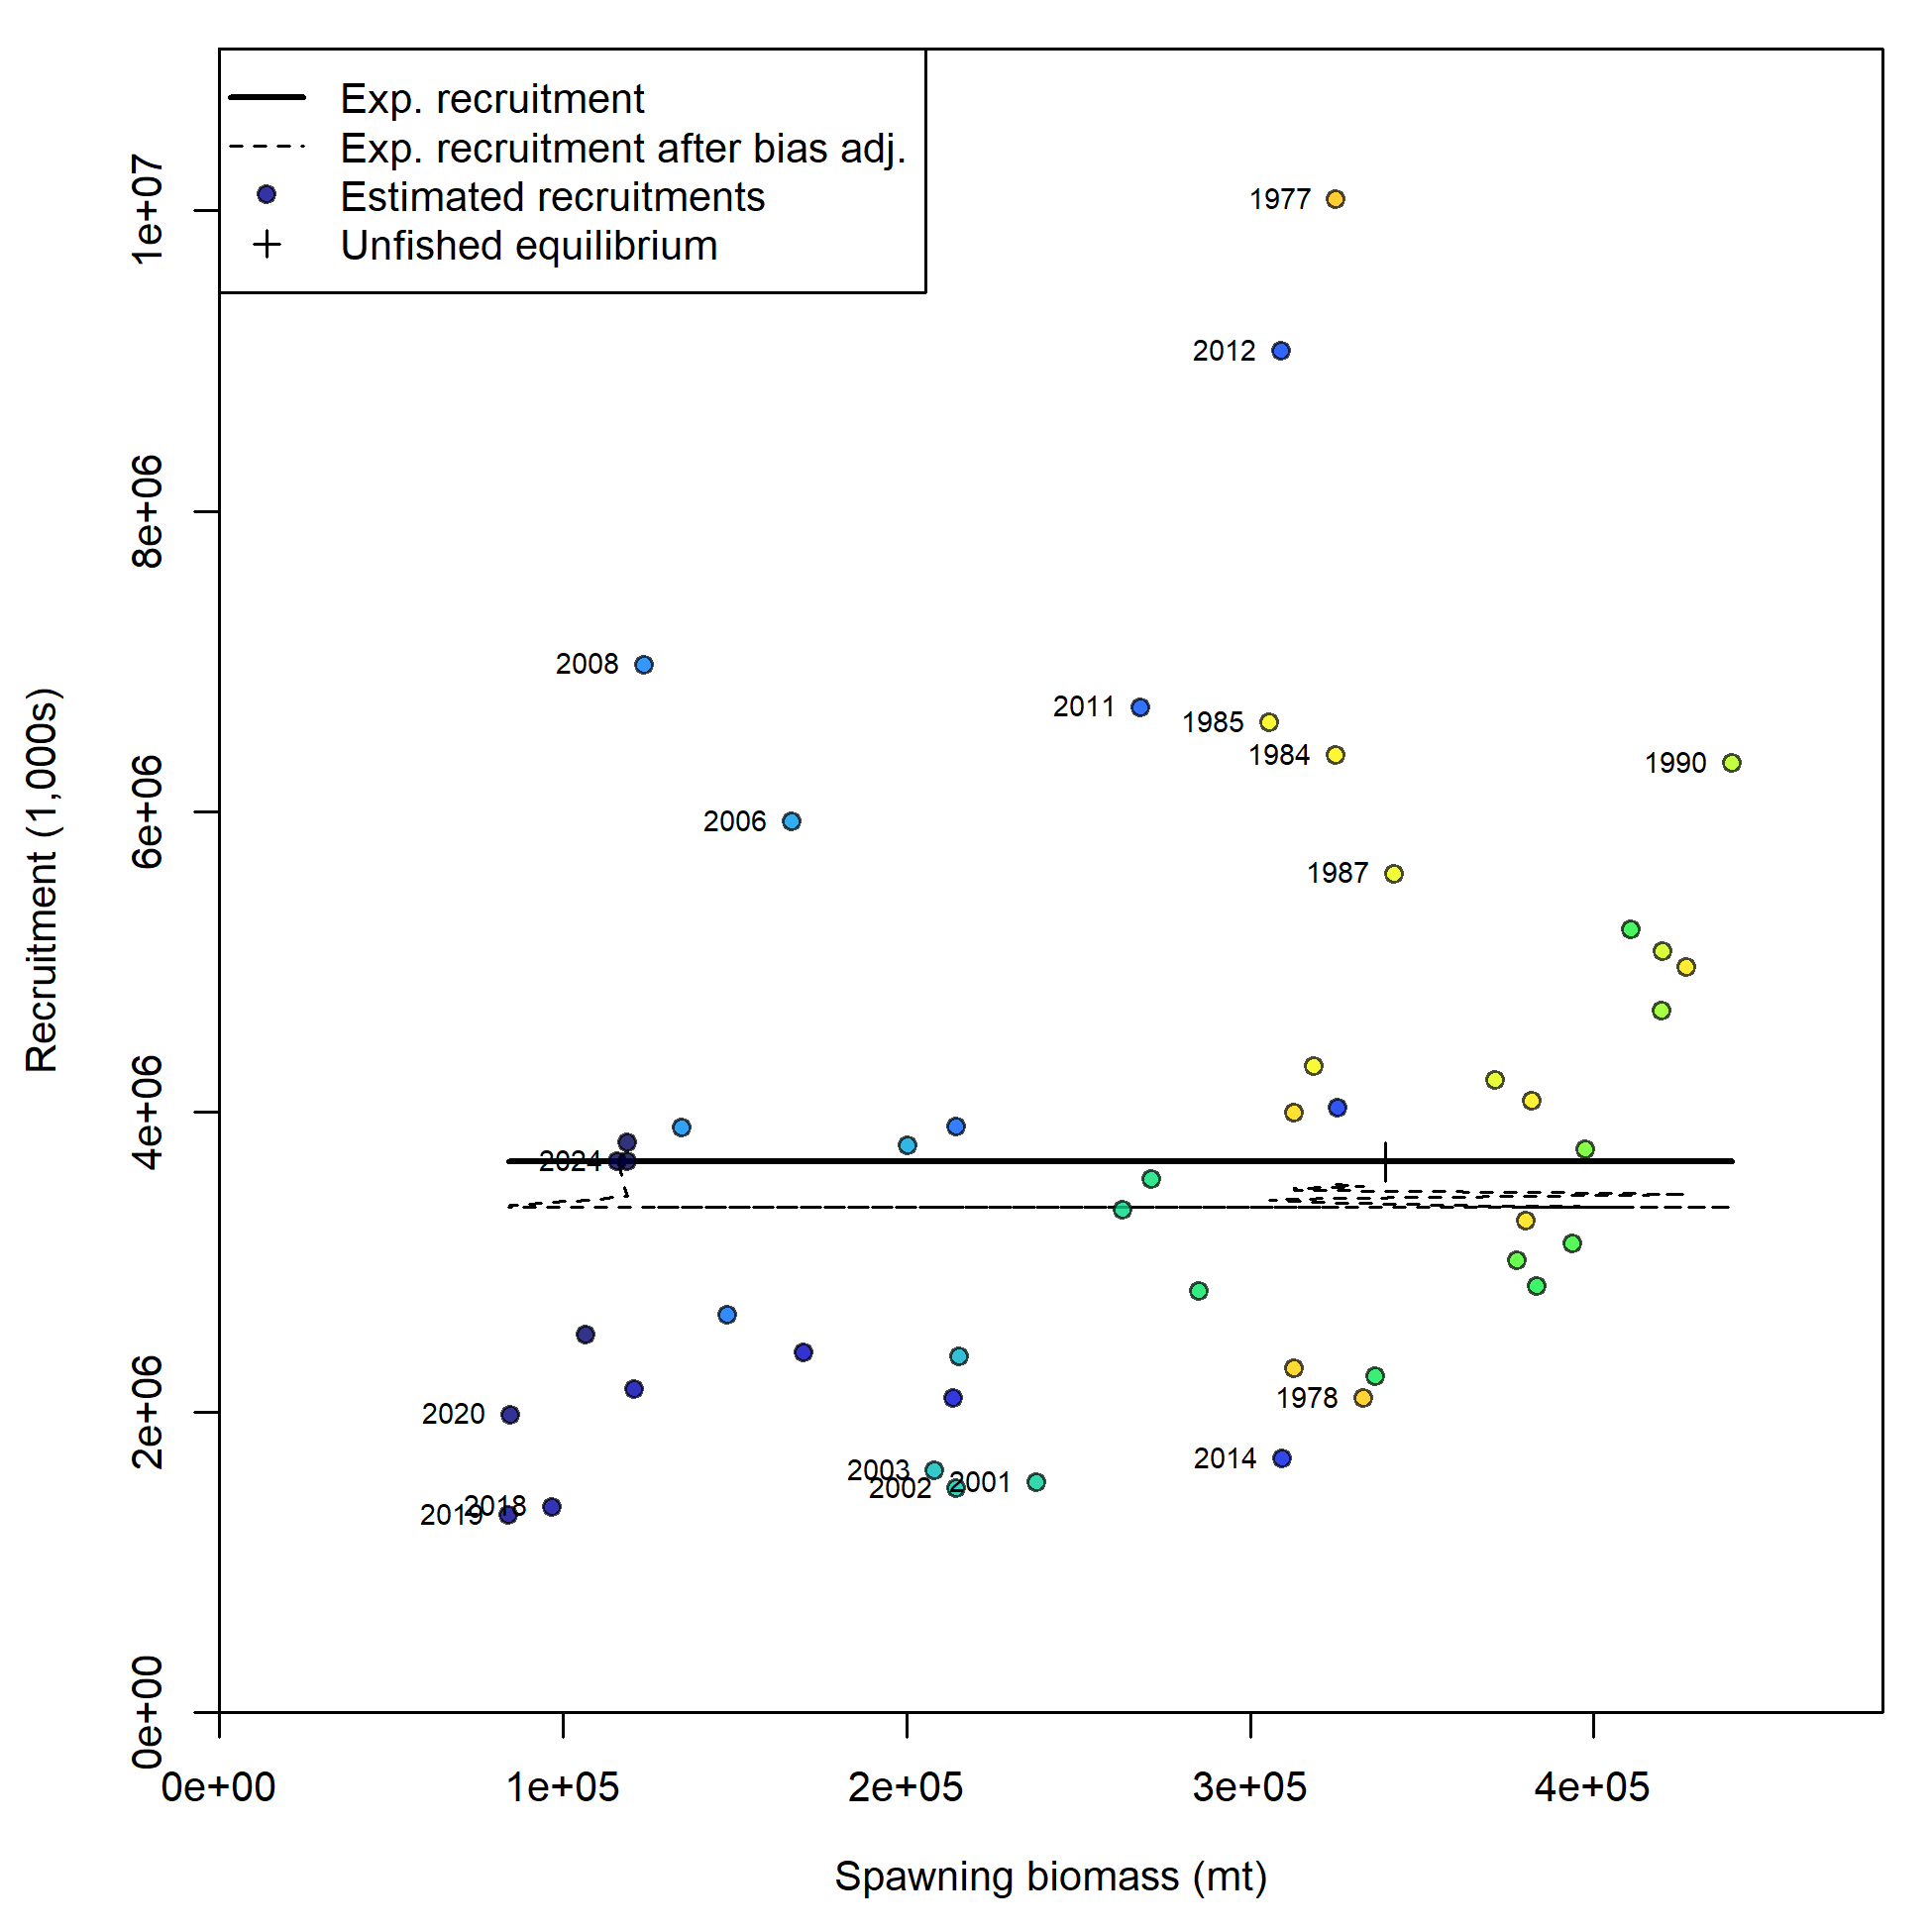 Exp. recruitment
Exp. recruitment after bias adj.
Estimated recruitments
Unfished equilibrium
1977
2012
2008
2011
1985
1984
1990
2006
1987
2024
2020
1978
2014
2003
2002
2001
2018
2019
Recruitment (1,000s)
1e+07
8e+06
6e+06
4e+06
2e+06
0e+00
0e+00 1e+05 2e+05 3e+05 4e+05
Spawning biomass (mt)